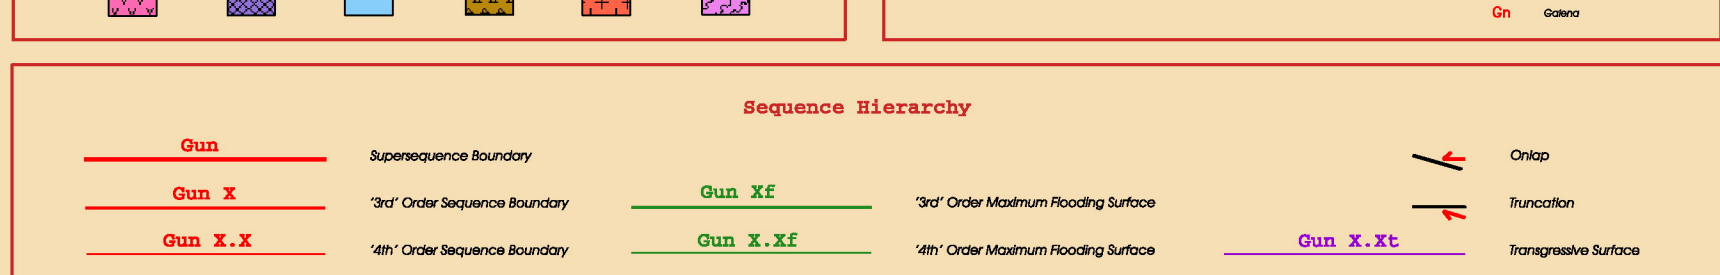 Gn Galena
Sequence Hierarchy
Gun Supersequence Boundary Onlap
Gun X '3rd' Order Sequence Boundary Gun Xf '3rd' Order Maximum Flooding Surface Truncation
Gun X.X '4th' Order Sequence Boundary Gun X.Xf '4th' Order Maximum Flooding Surface Gun X.Xt Transgressive Surface